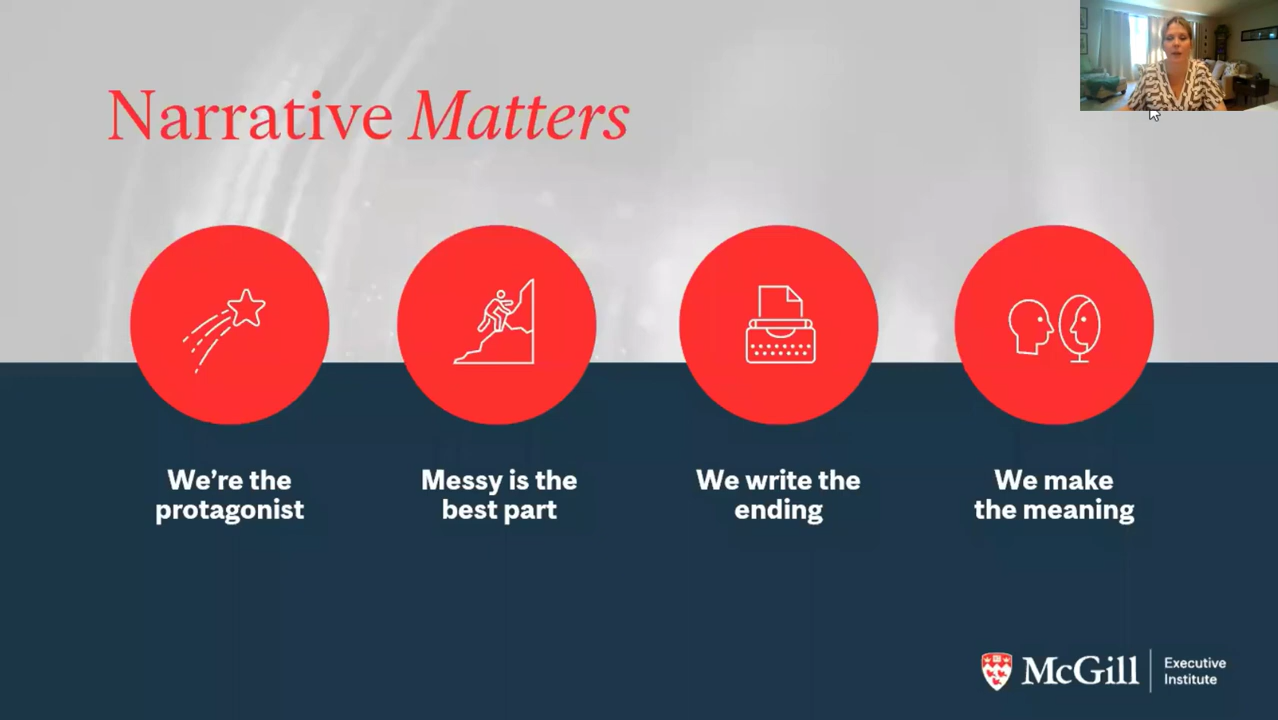 Narrative Matters
We're the
protagonist
Messy is the
best part
We write the
ending
We make
the meaning
McGill
Executive
Institute